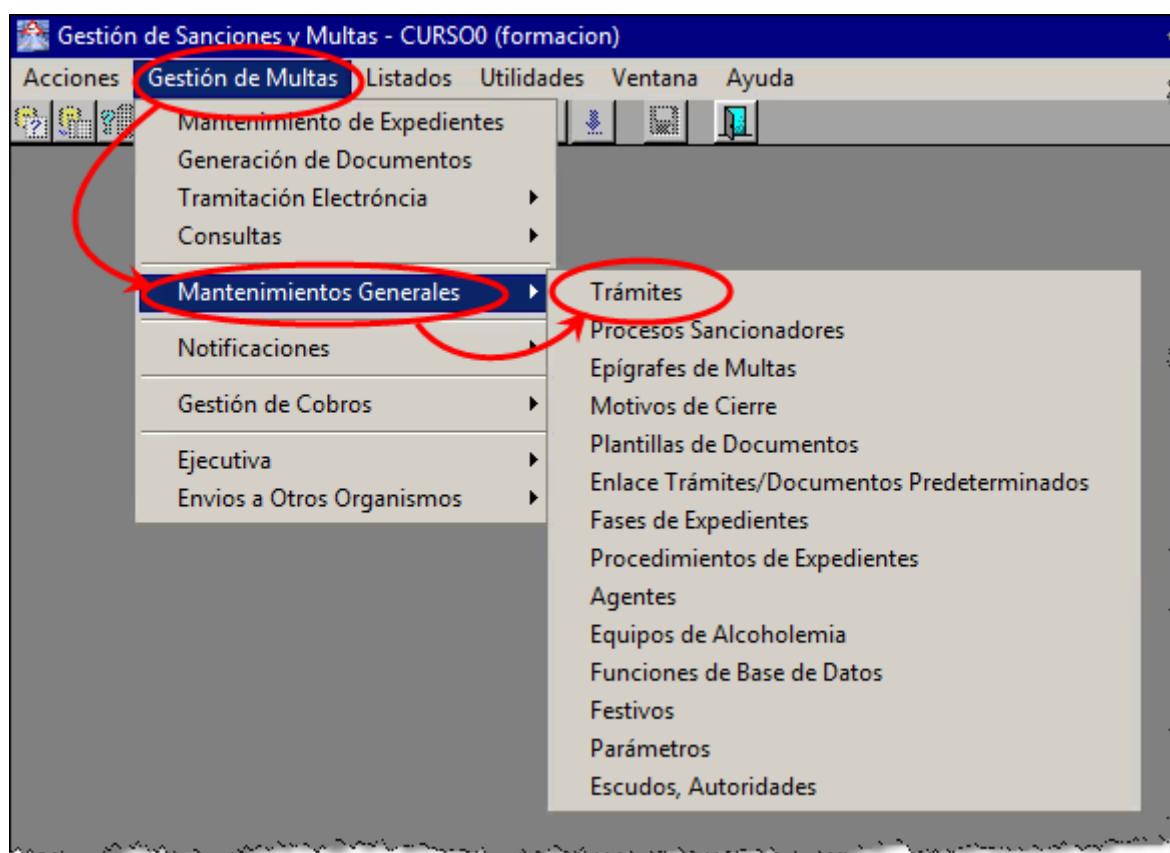 Gestión de Sanciones y Multas - CURSO0 (formacion)
Acciones Gestión de Multas Listados Utilidades Ventana Ayuda
Mantenimiento de Expedientes
Generación de Documentos
Tramitación Electróncia
Consultas
Mantenimientos Generales
Notificaciones
Gestión de Cobros
Ejecutiva
Envios a Otros Organismos
Trámites
Procesos Sancionadores
Epígrafes de Multas
Motivos de Cierre
Plantillas de Documentos
Enlace Trámites/Documentos Predeterminados
Fases de Expedientes
Procedimientos de Expedientes
Agentes
Equipos de Alcoholemia
Funciones de Base de Datos
Festivos
Parámetros
Escudos, Autoridades